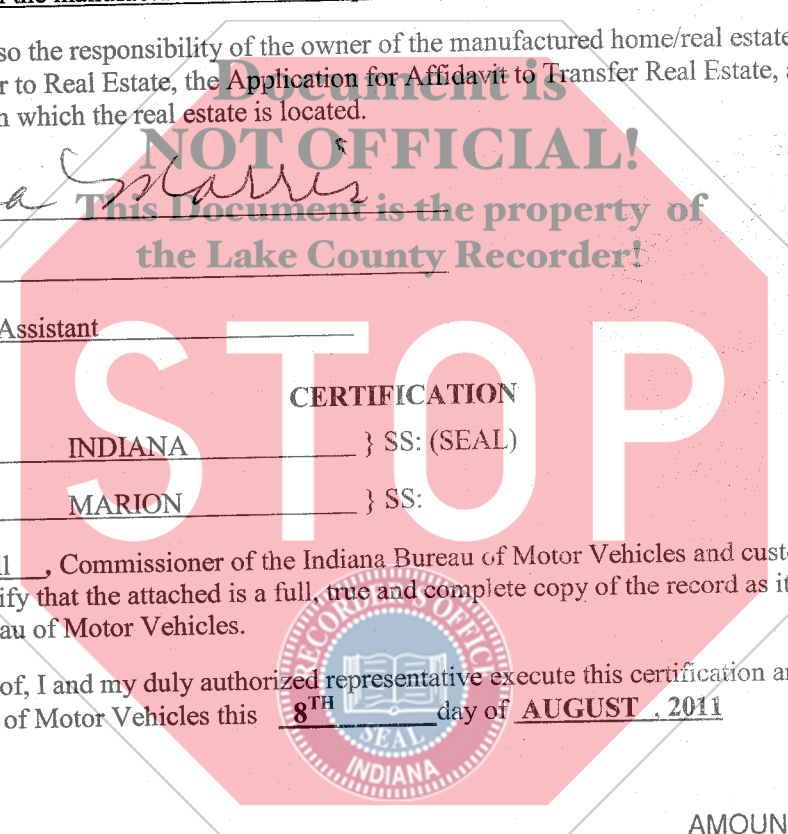 so the responsibility of the owner of the manufactured home/real estate
r to Real Estate, the Application for Affidavit to Transfer Real Estate,
n which the real estate is located.
Document is
NOT OFFICIAL!
a Morris
This Document is the property of
the Lake County Recorder!
Assistant
STOP
CERTIFICATION
INDIANA } SS: (SEAL)
MARION } SS:
ll , Commissioner of the Indiana Bureau of Motor Vehicles and cust
ify that the attached is a full, true and complete copy of the record as it
au of Motor Vehicles.
of, I and my duly authorized representative execute this certification an
of Motor Vehicles this 8TH day of AUGUST , 2011
RECORDER'S OFFICE
SEAL
INDIANA
AMOUN